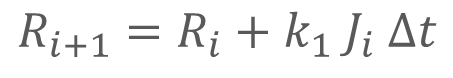 R_{i+1} = R_i + k_1 J_i Δt